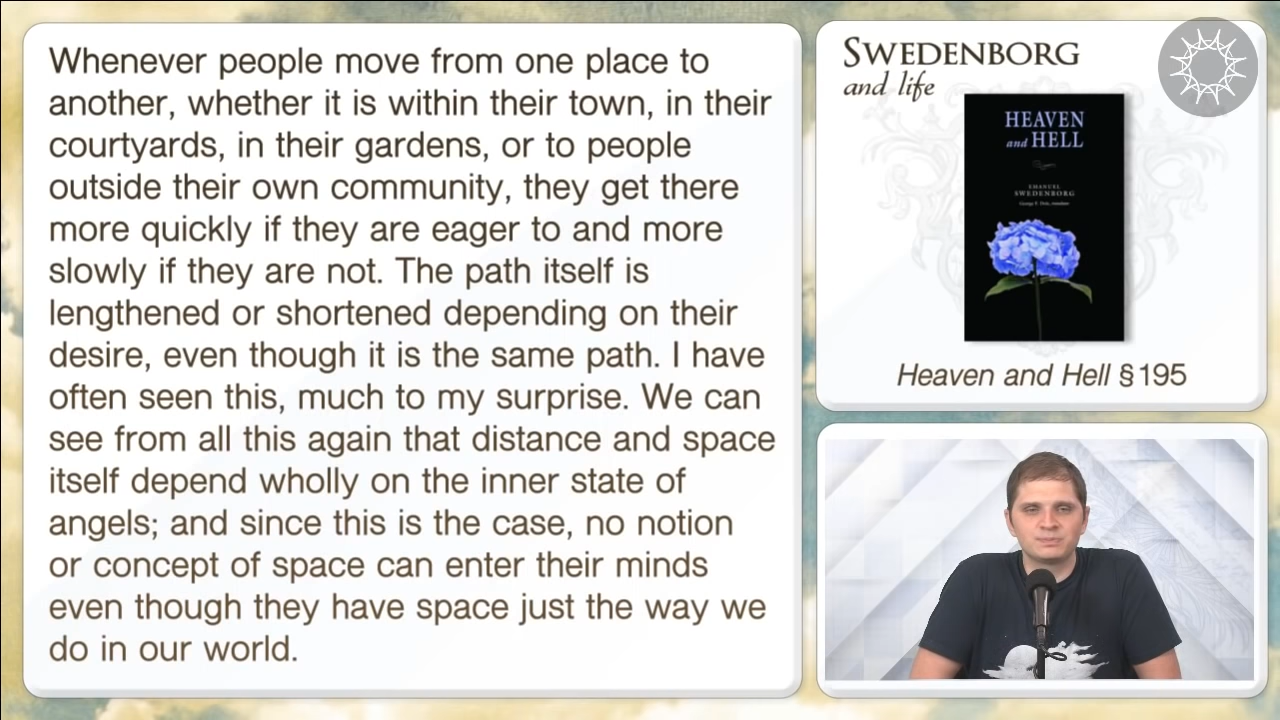 Whenever people move from one place to
another, whether it is within their town, in their
courtyards, in their gardens, or to people
outside their own community, they get there
more quickly if they are eager to and more
slowly if they are not. The path itself is
lengthened or shortened depending on their
desire, even though it is the same path. I have
often seen this, much to my surprise. We can
see from all this again that distance and space
itself depend wholly on the inner state of
angels; and since this is the case, no notion
or concept of space can enter their minds
even though they have space just the way we
do in our world.
SWEDENBORG
and life
HEAVEN
and HELL
EMANUEL
SWEDENBORG
George F. Dole, translator
Heaven and Hell § 195